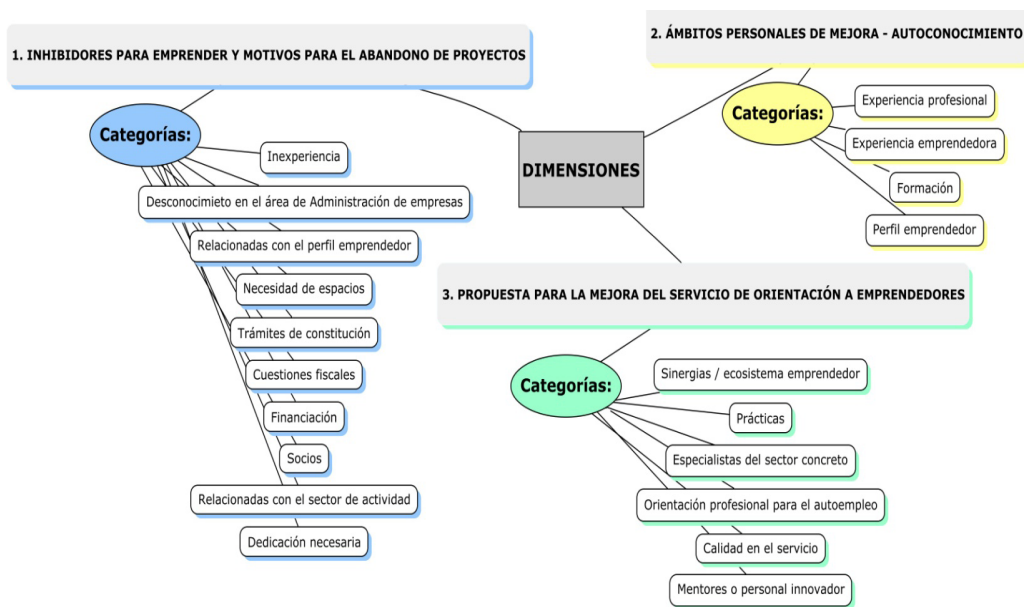 1. INHIBIDORES PARA EMPRENDER Y MOTIVOS PARA EL ABANDONO DE PROYECTOS
Categorías:
Inexperiencia
Desconocimieto en el área de Administración de empresas
Relacionadas con el perfil emprendedor
Necesidad de espacios
Trámites de constitución
Cuestiones fiscales
Financiación
Socios
Relacionadas con el sector de actividad
Dedicación necesaria
DIMENSIONES
2. ÁMBITOS PERSONALES DE MEJORA - AUTOCONOCIMIENTO
Categorías:
Experiencia profesional
Experiencia emprendedora
Formación
Perfil emprendedor
3. PROPUESTA PARA LA MEJORA DEL SERVICIO DE ORIENTACIÓN A EMPRENDEDORES
Categorías:
Sinergias / ecosistema emprendedor
Prácticas
Especialistas del sector concreto
Orientación profesional para el autoempleo
Calidad en el servicio
Mentores o personal innovador